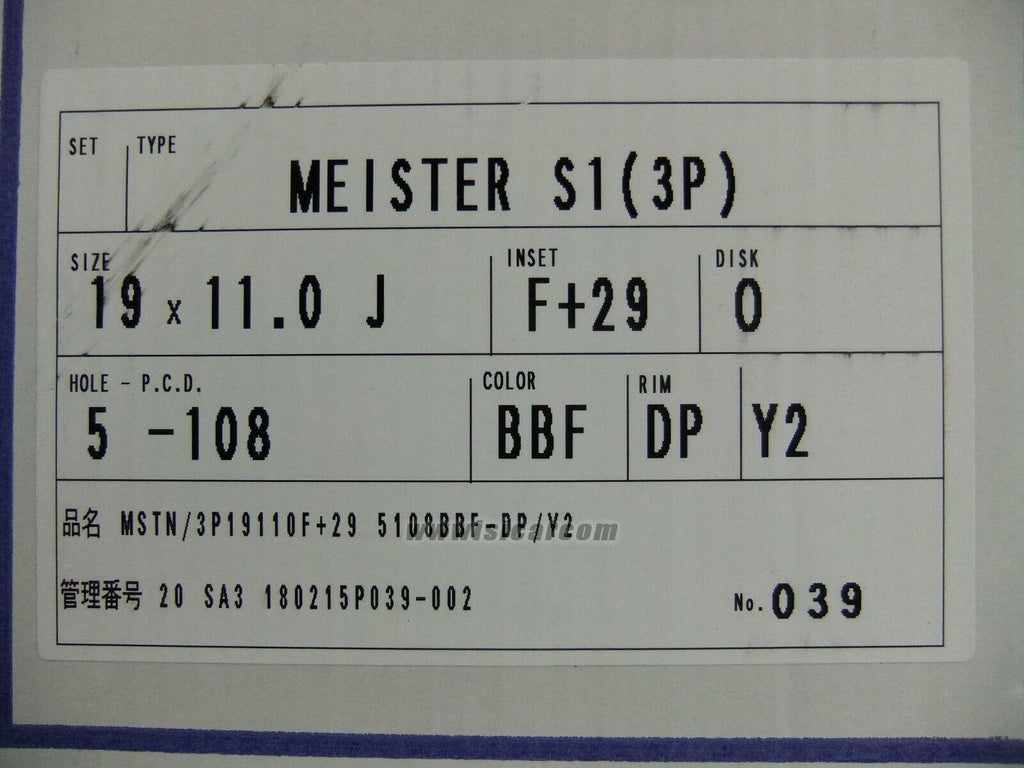 SET TYPE
MEISTER S1(3P)
SIZE INSET DISK
19 x 11.0 J F+29 O
HOLE - P.C.D. COLOR RIM
5 -108 BBF DP Y2
品名 MSTN/3P19110F+29 5108BBF-DP/Y2
管理番号 20 SA3 180215P039-002
No. 039